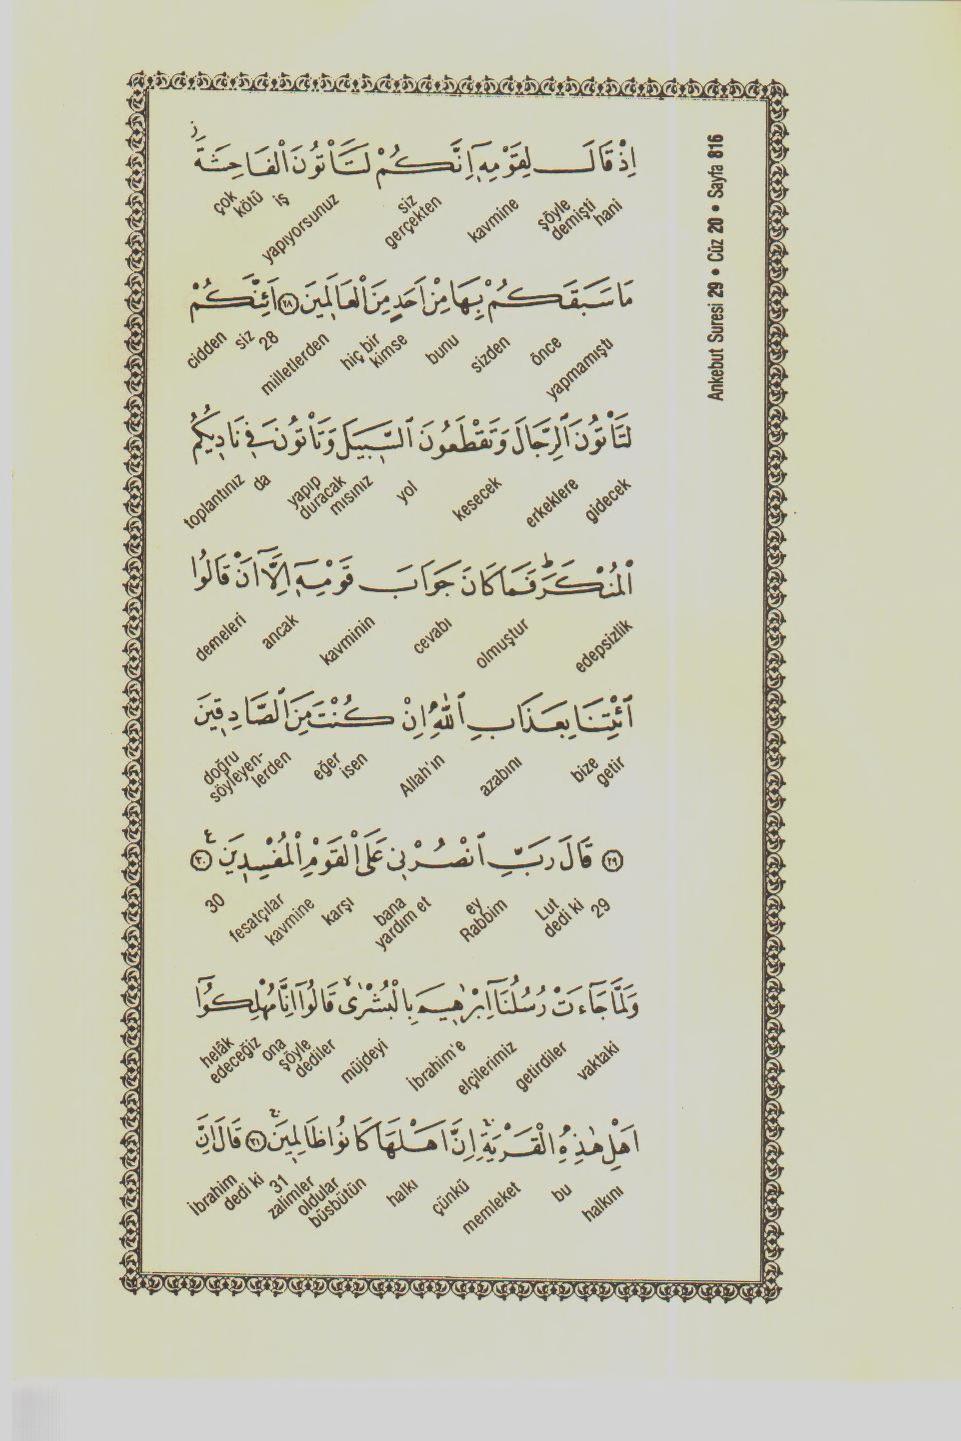 Ankebut Suresi 29 • Cüz 20 • Sayfa 816
اِذْ قَالَ لِقَوْمِهٖٓ اِنَّكُمْ لَتَأْتُونَ الْفَاحِشَةَۘ
hani şöyle demişti kavmine siz gerçekten yapıyorsunuz iş çok kötü
مَا سَبَقَكُمْ بِهَا مِنْ اَحَدٍ مِنَ الْعَالَمٖينَ ﴿٢٨﴾ اَئِنَّكُمْ
yapmamıştı önce sizden bunu hiç bir kimse milletlerden 28 siz cidden
لَتَأْتُونَ الرِّجَالَ وَتَقْطَعُونَ السَّبٖيلَ وَتَأْتُونَ فٖى نَادٖيكُمُ
gidecek erkeklere kesecek yol yapıp duracak mısınız da toplantınız
الْمُنْكَرَؕ فَمَا كَانَ جَوَابَ قَوْمِهٖٓ اِلَّٓا اَنْ قَالُوا
edepsizlik olmuştur cevabı kavminin ancak demeleri
ائْتِنَا بِعَذَابِ اللّٰهِ اِنْ كُنْتَ مِنَ الصَّادِقٖينَ
bize getir azabını Allah'ın eğer isen doğru söyleyen-lerden
﴿٢٩﴾ قَالَ رَبِّ انْصُرْنٖى عَلَى الْقَوْمِ الْمُفْسِدٖينَ ﴿٣٠﴾ ع
29 Lut dedi ki ey Rabbim bana yardım et karşı fesatçılar kavmine 30
وَلَمَّا جَٓاءَتْ رُسُلُنَٓا اِبْرٰهٖيمَ بِالْبُشْرٰىۙ قَالُٓوا اِنَّا مُهْلِكُٓوا
vaktaki getirdiler elçilerimiz İbrahim'e müjdeyi ona şöyle dediler helâk edeceğiz
اَهْلِ هٰذِهِ الْقَرْيَةِۚ اِنَّ اَهْلَهَا كَانُوا ظَالِمٖينَۚ ﴿٣١﴾ قَالَ اِنَّ
halkını bu memleket çünkü halkı büsbütün oldular zalimler 31 İbrahim dedi ki